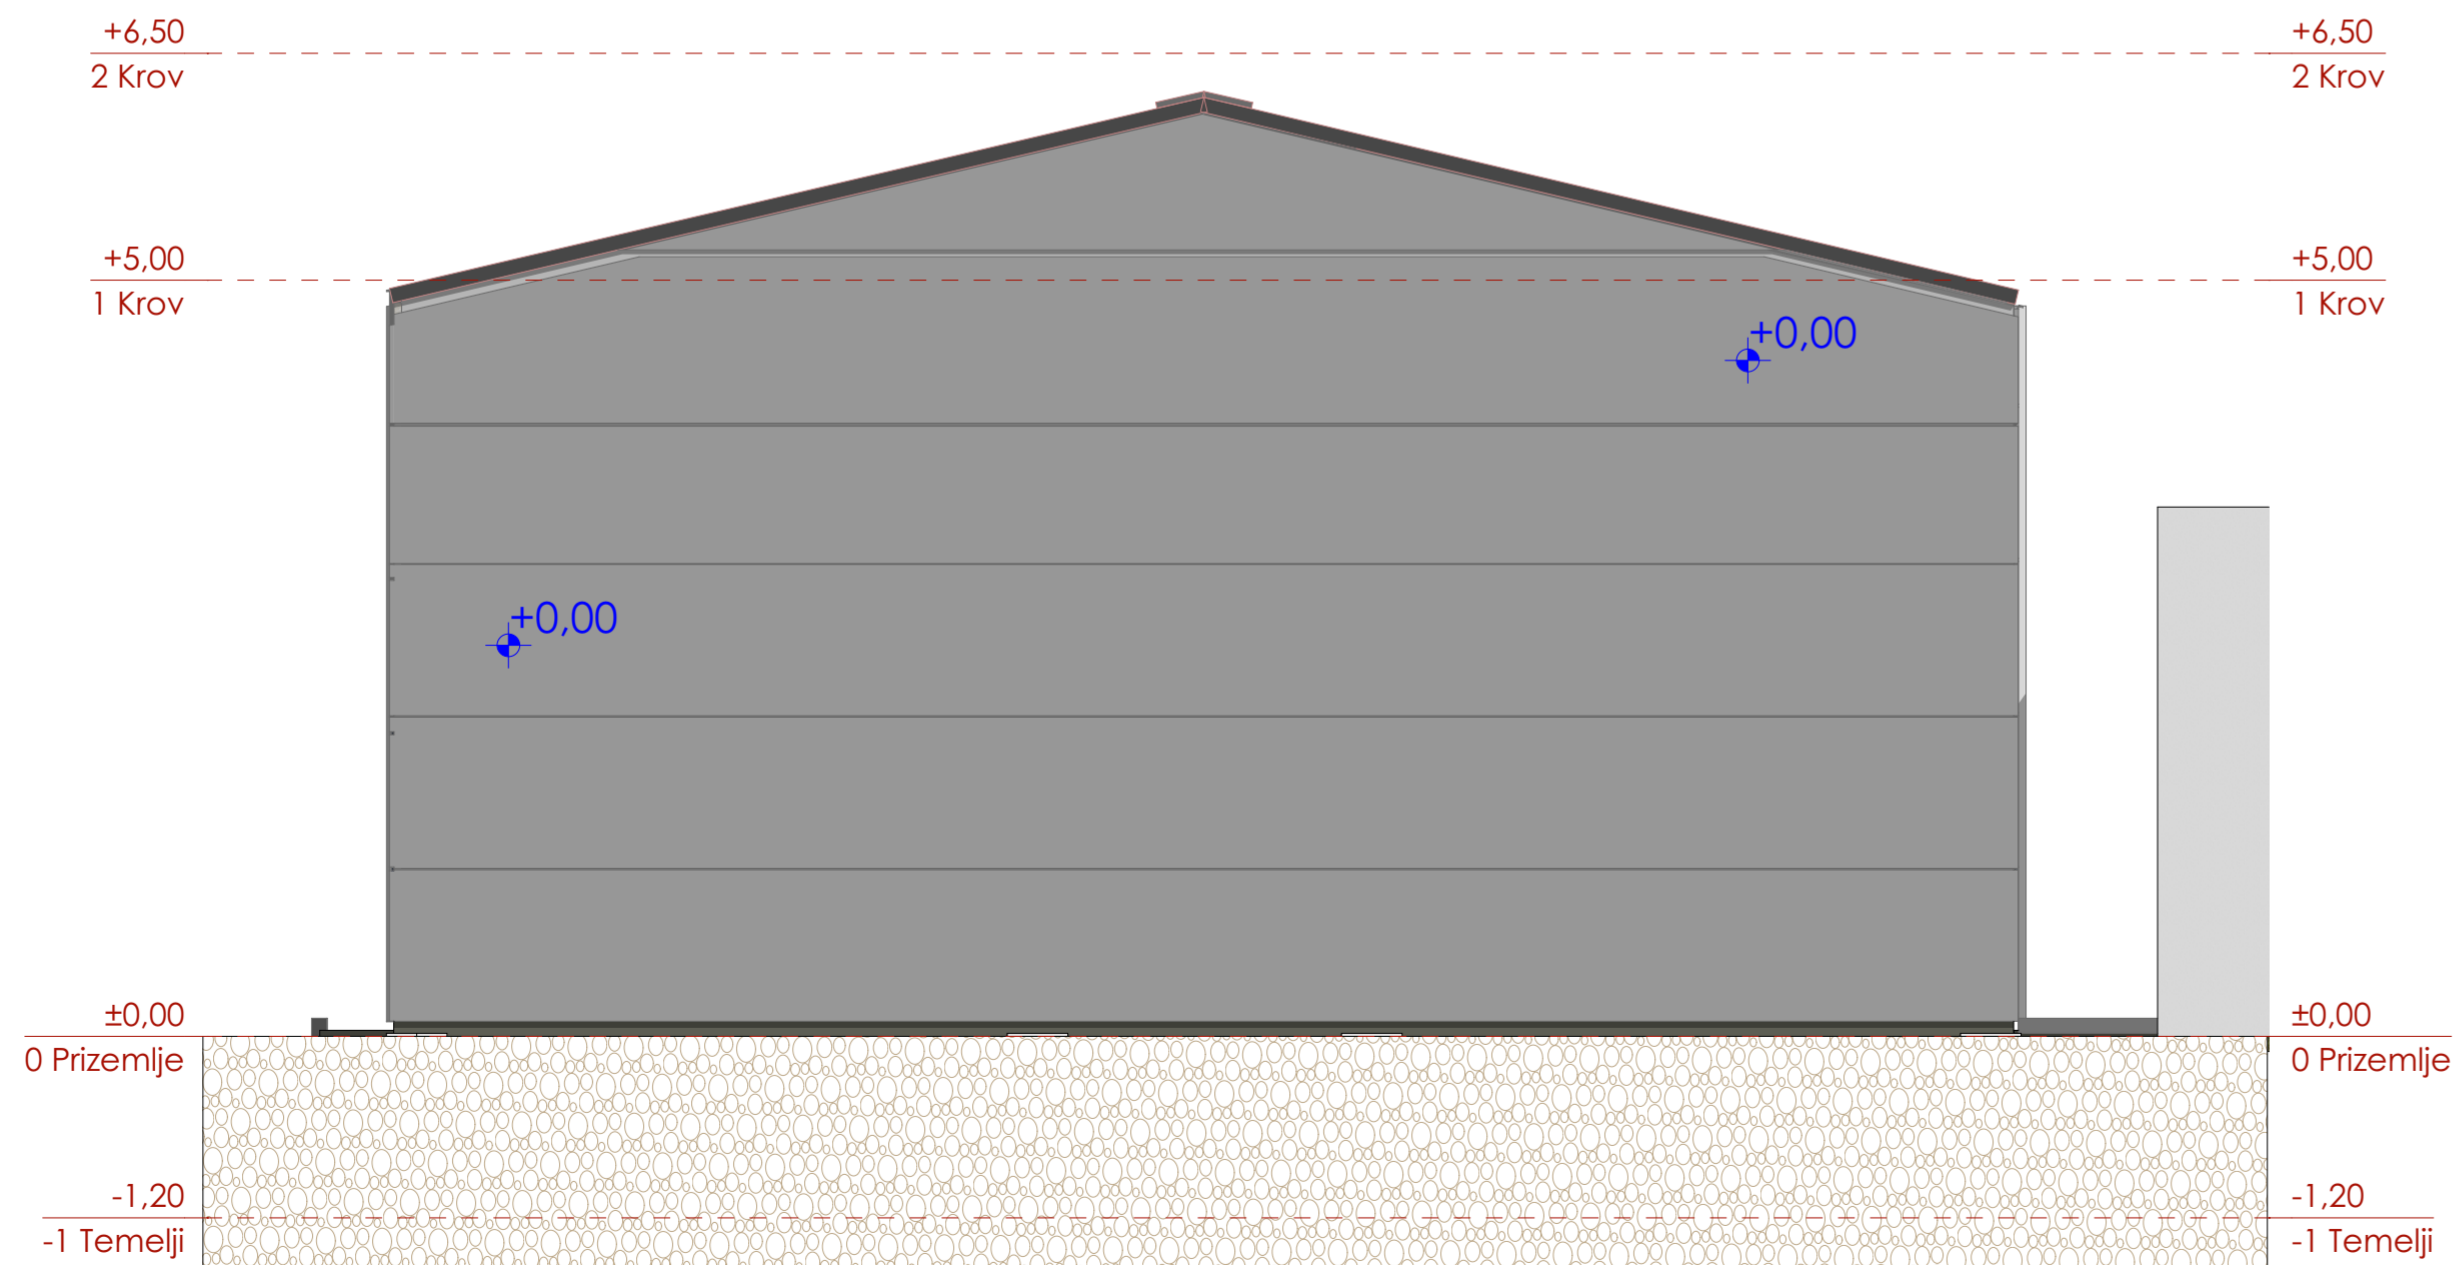 +6,50
2 Krov
+6,50
2 Krov
+5,00
1 Krov
+5,00
1 Krov
+0,00
+0,00
±0,00
0 Prizemlje
±0,00
0 Prizemlje
-1,20
-1 Temelji
-1,20
-1 Temelji